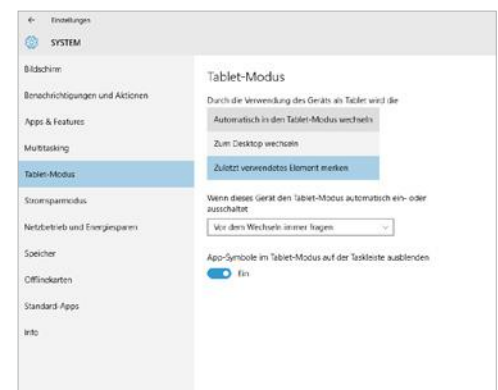 Einstellungen
SYSTEM
Bildschirm
Benachrichtigungen und Aktionen
Apps & Features
Multitasking
Tablet-Modus
Stromsparmodus
Netzbetrieb und Energiesparen
Speicher
Offlinekarten
Standard-Apps
Info
Tablet-Modus
Durch die Verwendung des Geräts als Tablet wird die
Automatisch in den Tablet-Modus wechseln
Zum Desktop wechseln
Zuletzt verwendetes Element merken
Wenn dieses Gerät den Tablet-Modus automatisch ein- oder
ausschaltet
Vor dem Wechseln immer fragen
App-Symbole im Tablet-Modus auf der Taskleiste ausblenden
Ein